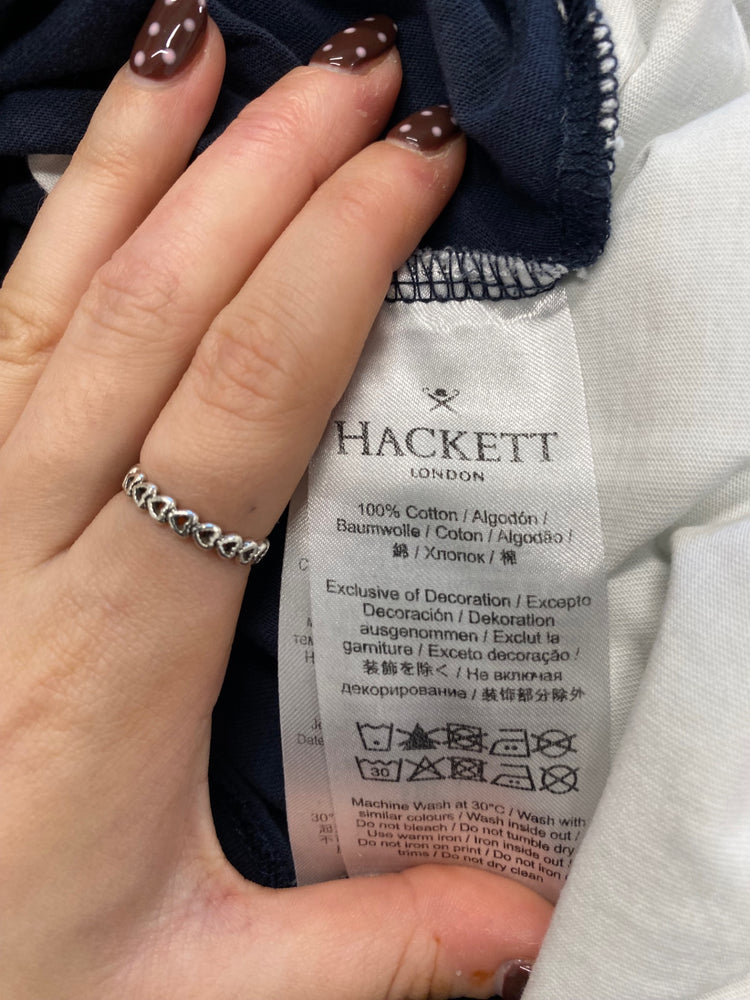 HACKETT
LONDON
100% Cotton / Algodón /
Baumwolle / Coton / Algodão /
綿 / Хлопок / 棉
Exclusive of Decoration / Excepto
Decoración / Dekoration
ausgenommen / Exclut la
garniture / Exceto decoração /
装飾を除く / Не включая
декорирование / 装饰部分除外
30
Machine Wash at 30°C / Wash with
similar colours / Wash inside out /
Do not bleach / Do not tumble dry
Use warm iron / Iron inside out /
Do not iron on print / Do not iron
trims / Do not dry clean
Date
30°